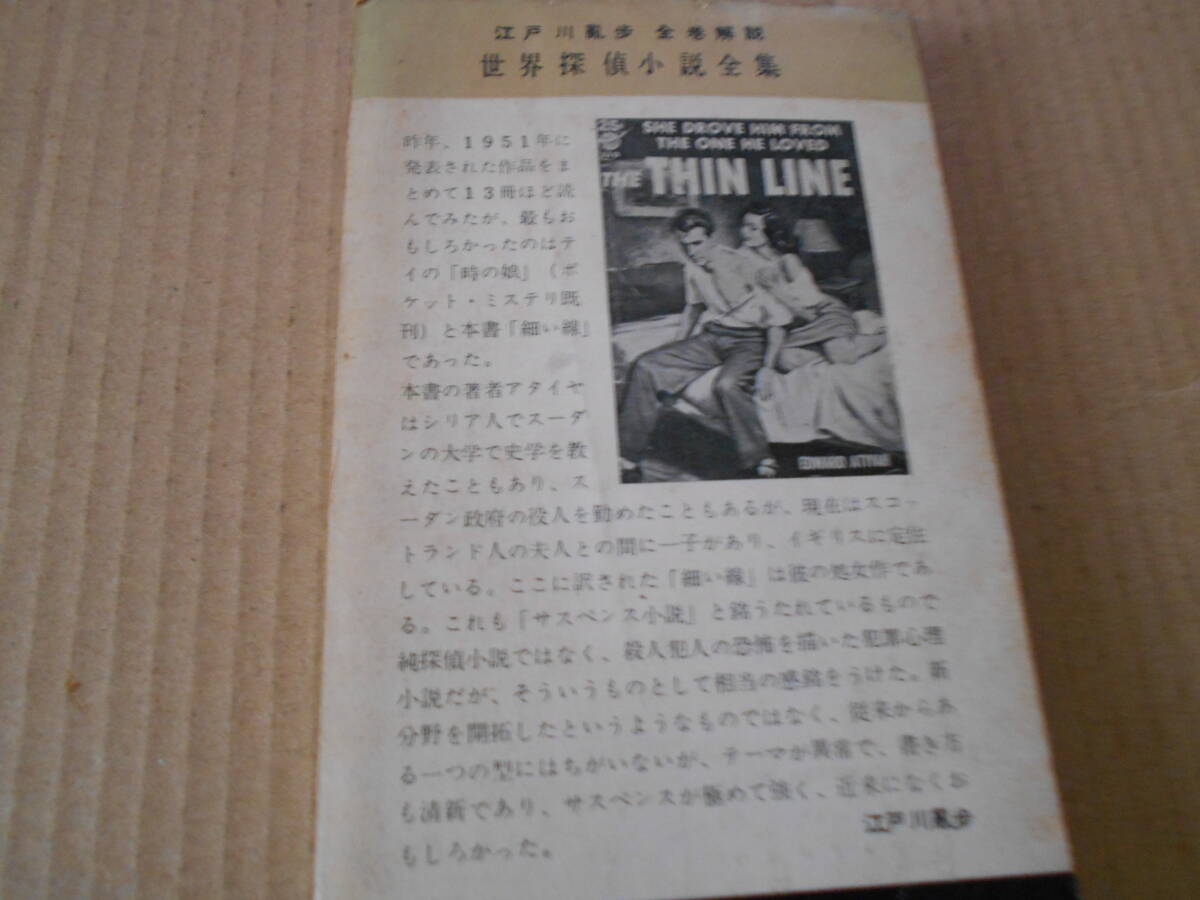 江戸川亂歩 全巻解説
世界探偵小説全集
昨年、1951年に
発表された作品をま
とめて13冊ほど読
んでみたが、最もお
もしろかったのはテ
イの「時の娘」（ポ
ケット・ミステリ既
刊）と本書「細い線」
であった。
本書の著者アタイヤ
はシリア人でスーダ
ンの大学で史学を教
えたこともあり、ス
ーダン政府の役人を勤めたこともあるが、現在はスコッ
トランド人の夫人との間に一子があり、イギリスに定住
している。ここに訳された「細い線」は彼の処女作であ
る。これも「サスペンス小説」と銘うたれているもので
純探偵小説ではなく、殺人犯人の恐怖を描いた犯罪心理
小説だが、そういうものとして相当の感銘をうけた。新
分野を開拓したというようなものではなく、従来からあ
る一つの型にはちがいないが、テーマが異常で、書き方
も清新であり、サスペンスが極めて強く、近来になくお
もしろかった。
江戸川亂歩
SHE DROVE HIM FROM
THE ONE HE LOVED
THE THIN LINE
EDWARD ATIYAH